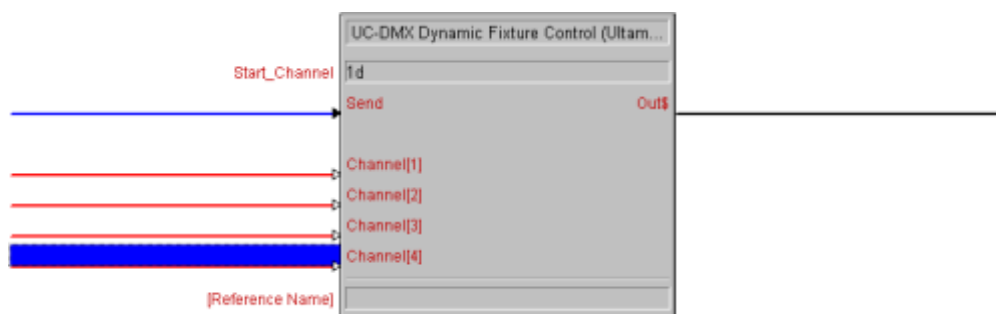 UC-DMX Dynamic Fixture Control (Ultam...
Start_Channel 1d
Send Out$
Channel[1]
Channel[2]
Channel[3]
Channel[4]
[Reference Name]